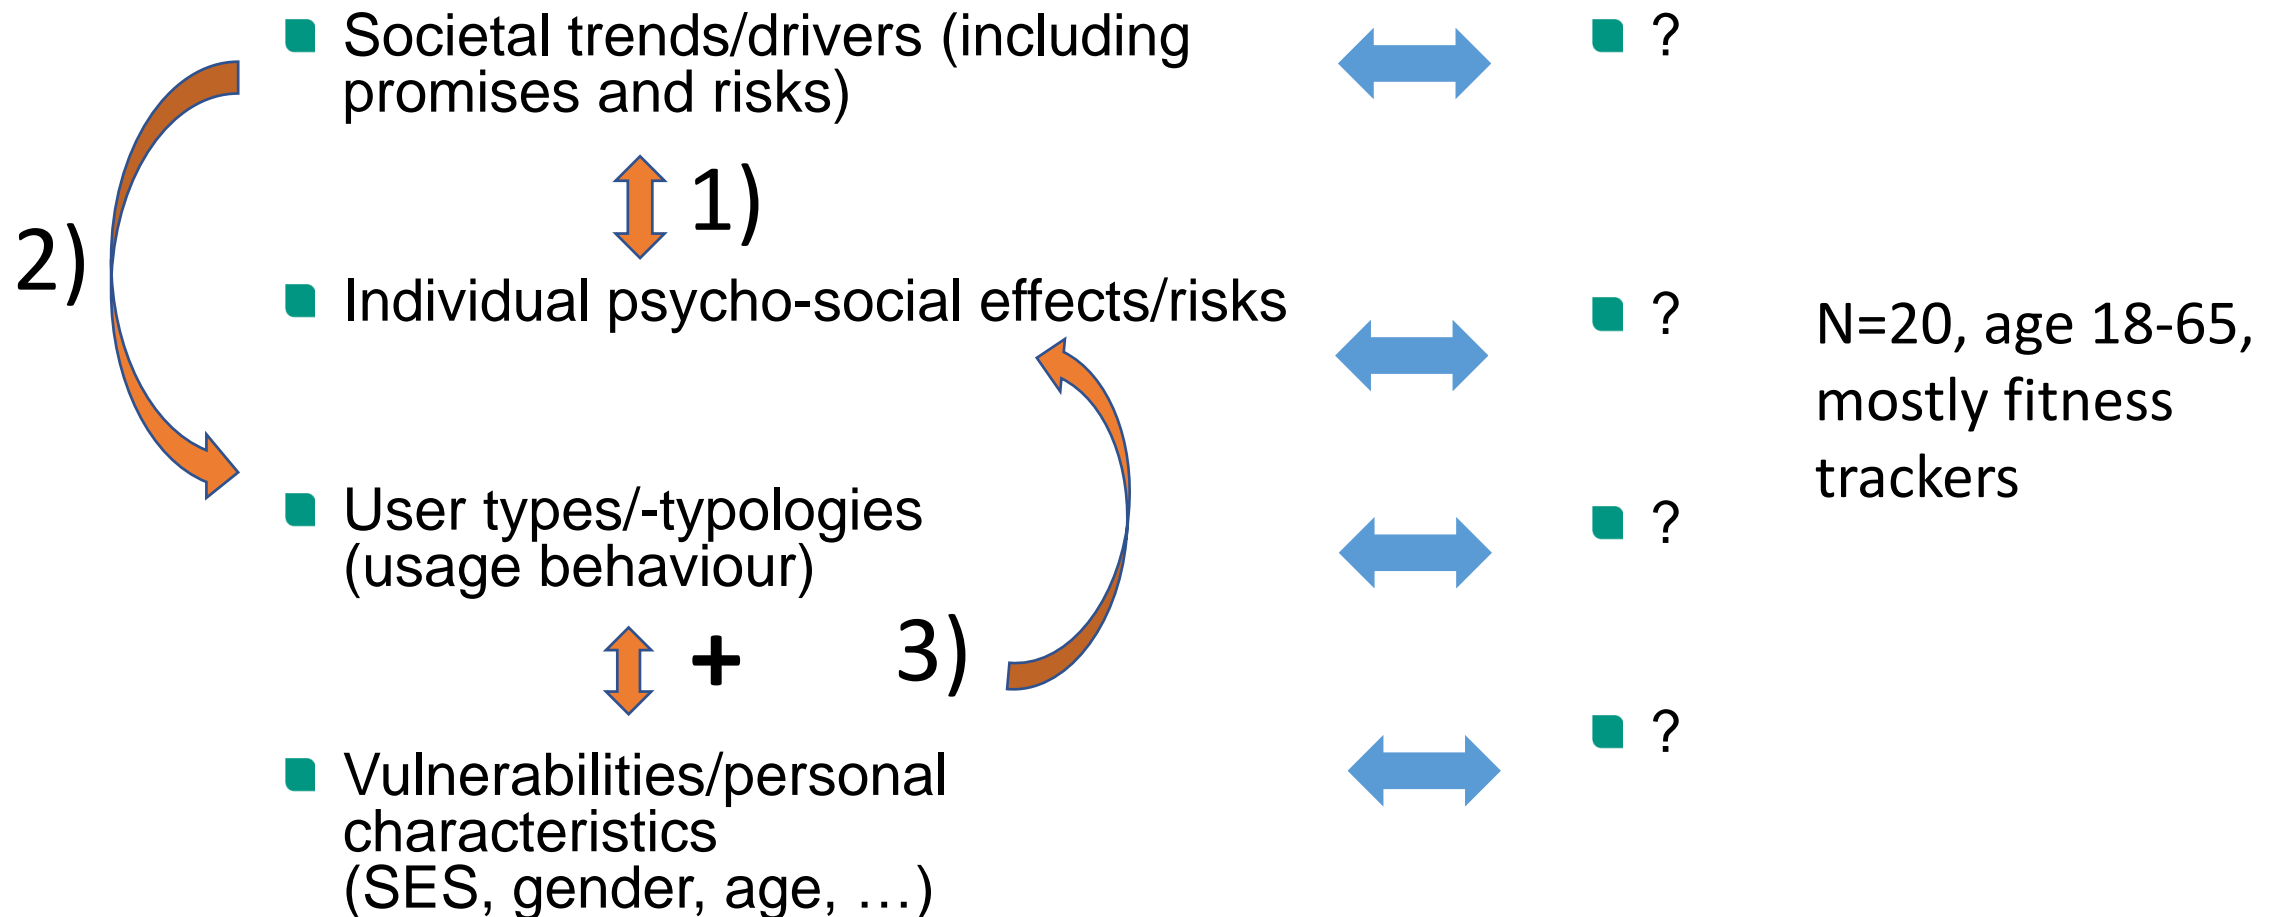 Societal trends/drivers (including
promises and risks)
?
1)
2)
Individual psycho-social effects/risks
?
N=20, age 18-65,
mostly fitness
trackers
User types/-typologies
(usage behaviour)
?
+
3)
Vulnerabilities/personal
characteristics
(SES, gender, age, …)
?